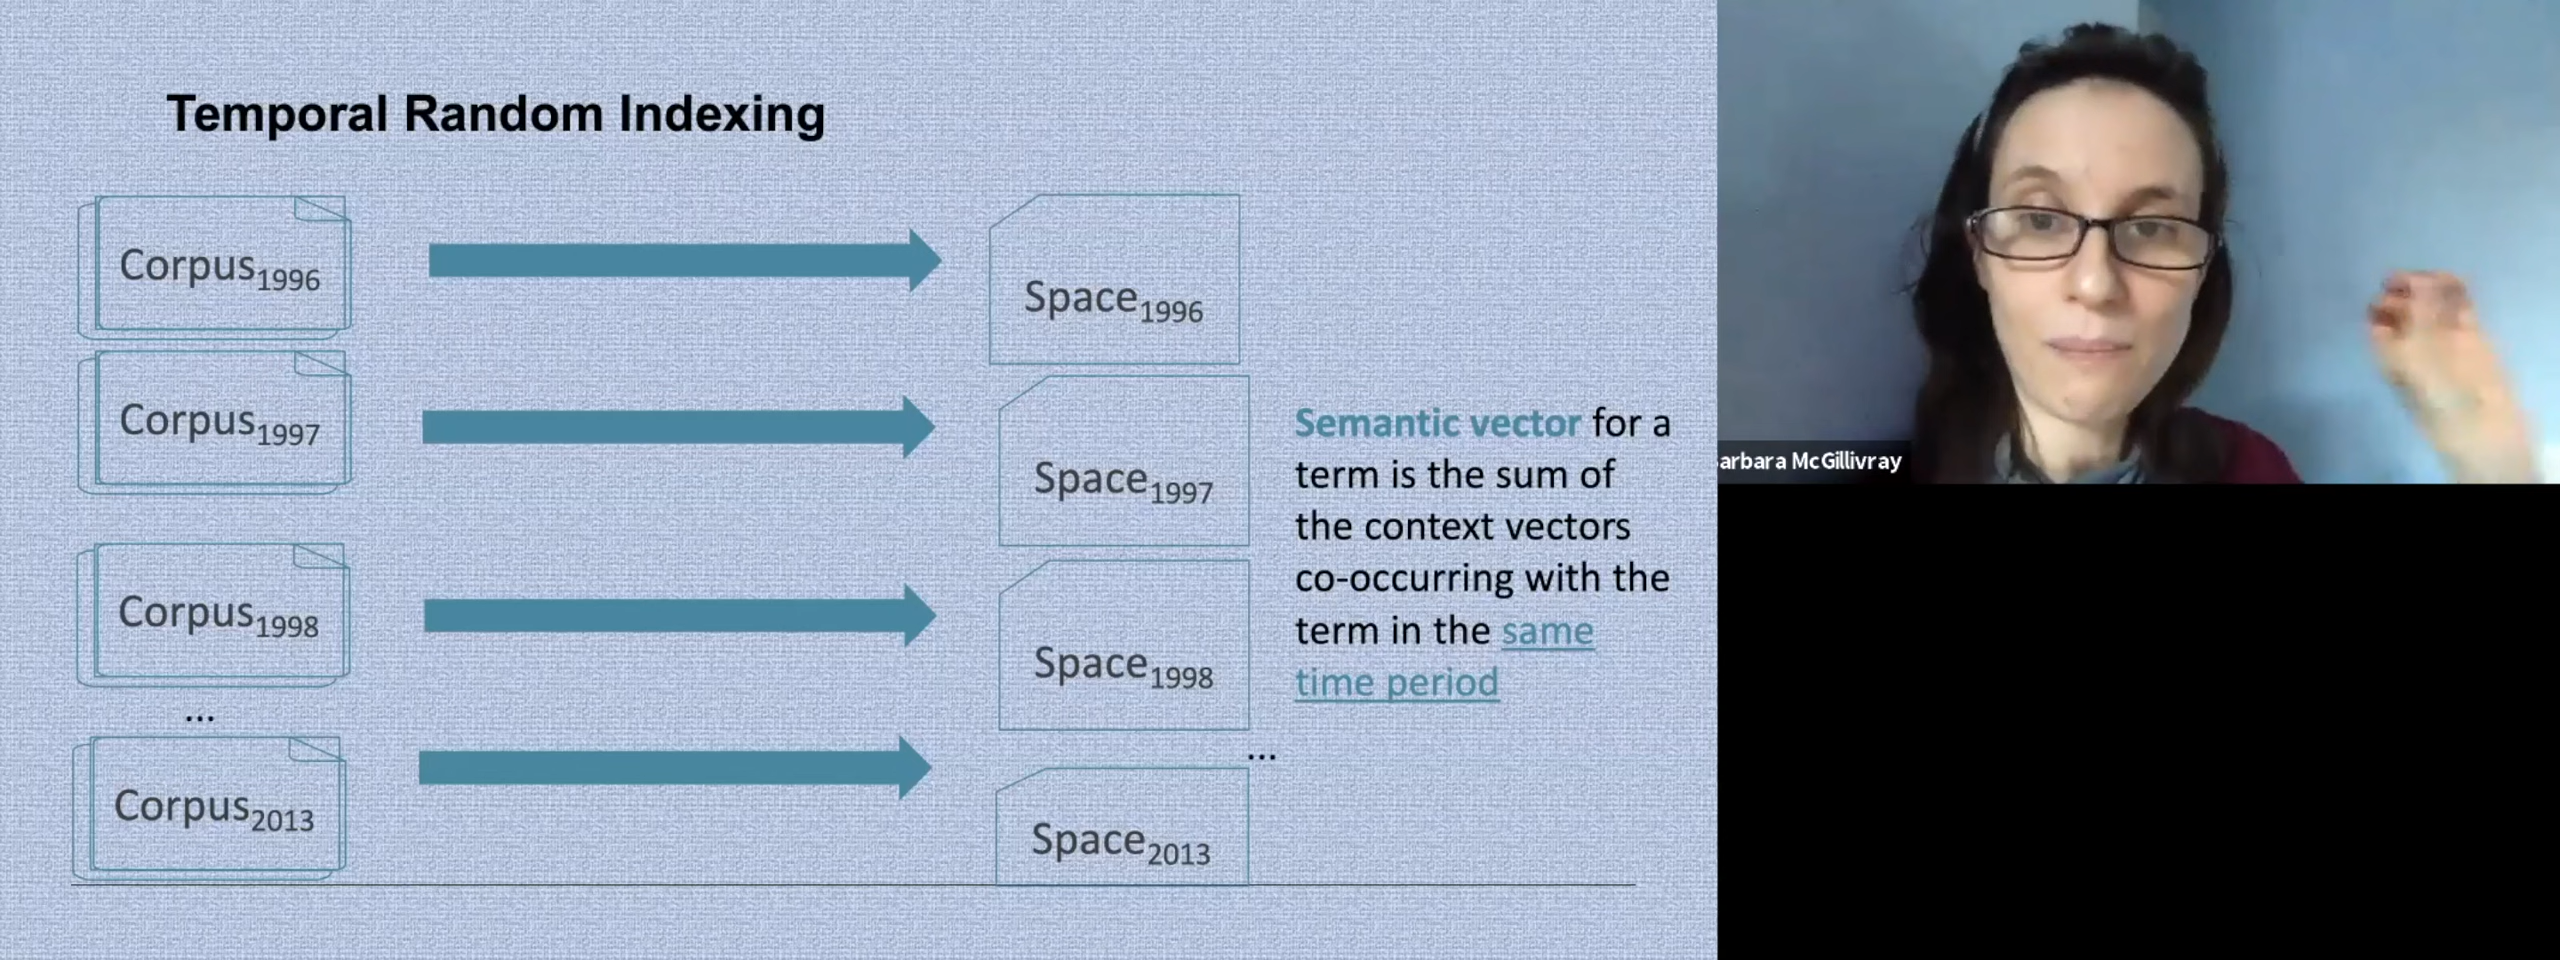 Temporal Random Indexing
Corpus1996
Space1996
Corpus1997
Space1997
Corpus1998
Space1998
...
...
Corpus2013
Space2013
Semantic vector for a
term is the sum of
the context vectors
co-occurring with the
term in the same
time period
arbara McGillivray